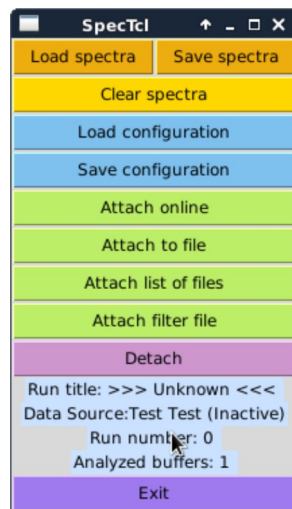 SpecTcl
Load spectra Save spectra
Clear spectra
Load configuration
Save configuration
Attach online
Attach to file
Attach list of files
Attach filter file
Detach
Run title: >>> Unknown <<<
Data Source:Test Test (Inactive)
Run number: 0
Analyzed buffers: 1
Exit